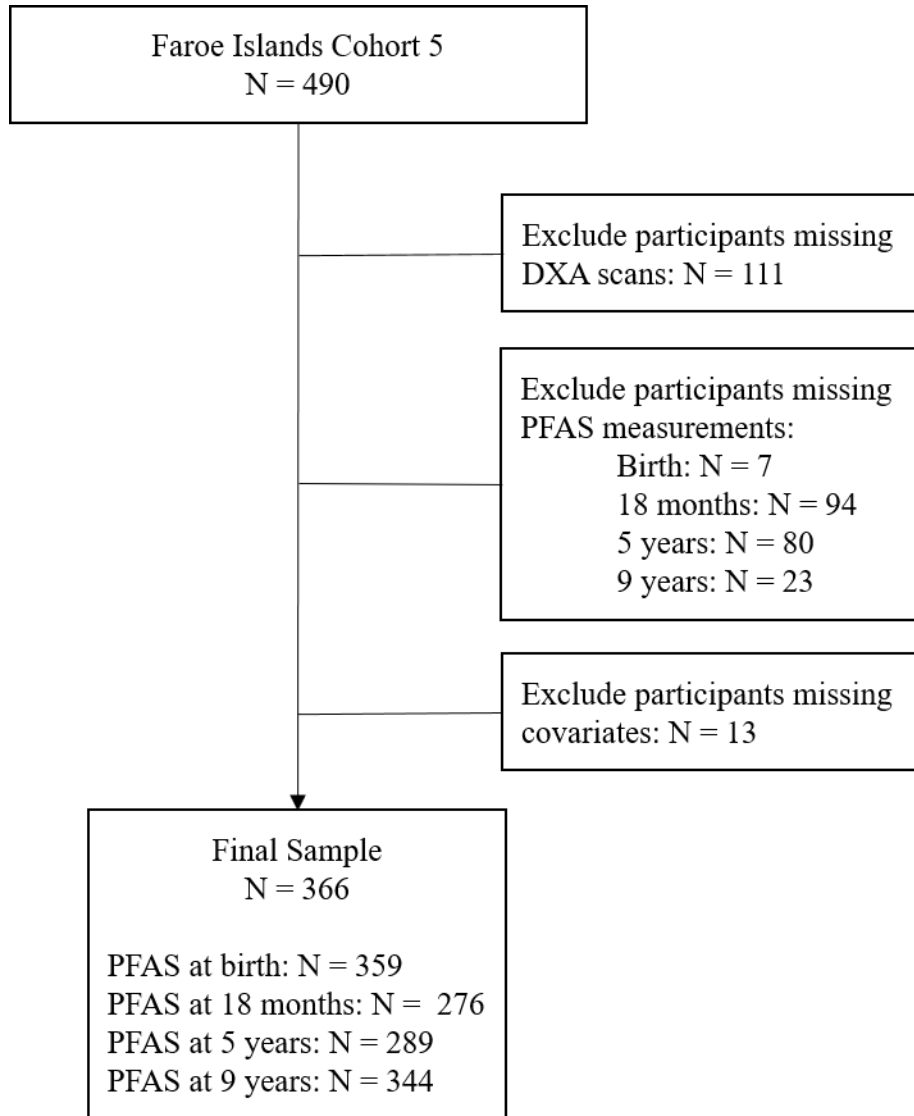 Faroe Islands Cohort 5
N = 490
Exclude participants missing
DXA scans: N = 111
Exclude participants missing
PFAS measurements:
Birth: N = 7
18 months: N = 94
5 years: N = 80
9 years: N = 23
Exclude participants missing
covariates: N = 13
Final Sample
N = 366
PFAS at birth: N = 359
PFAS at 18 months: N =  276
PFAS at 5 years: N = 289
PFAS at 9 years: N = 344